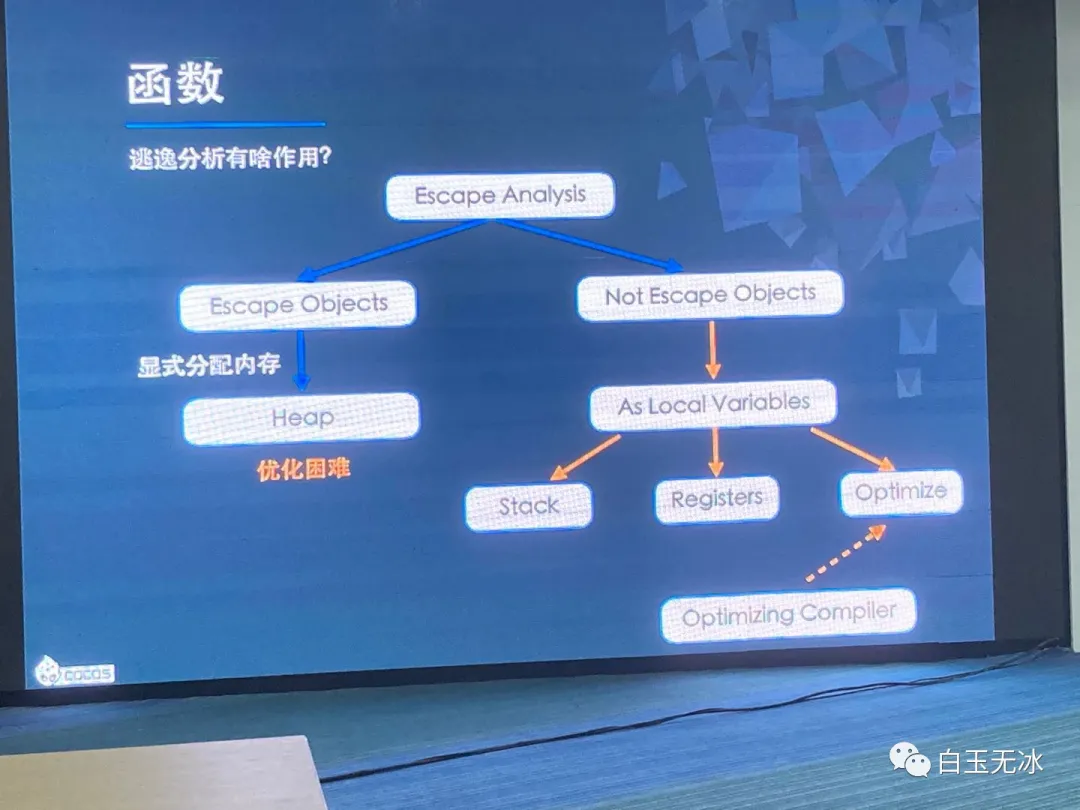 函数
逃逸分析有啥作用?
Escape Analysis
Escape Objects
Not Escape Objects
显式分配内存
As Local Variables
Heap
优化困难
Stack
Registers
Optimize
Optimizing Compiler
cocos
白玉无冰